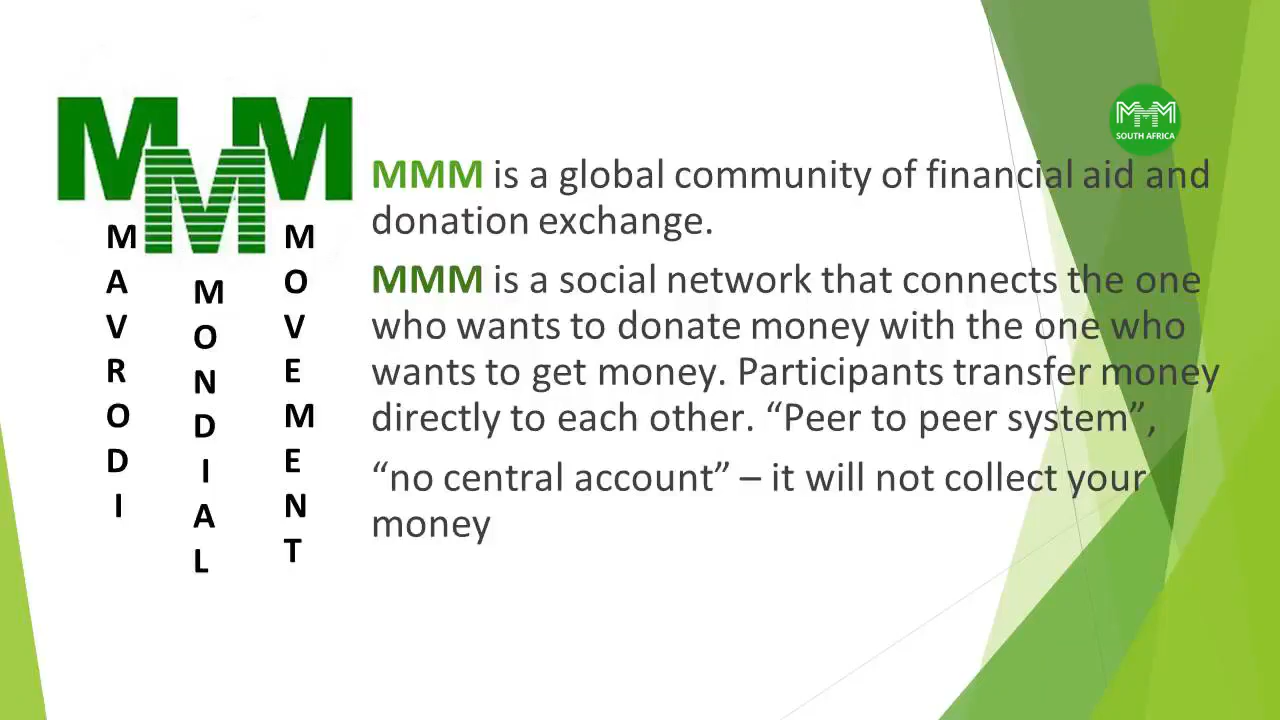 MMM
MAVRODI
MONDIAL
MOVEMENT
MMM
SOUTH AFRICA
MMM is a global community of financial aid and
donation exchange.
MMM is a social network that connects the one
who wants to donate money with the one who
wants to get money. Participants transfer money
directly to each other. “Peer to peer system”,
“no central account” – it will not collect your
money